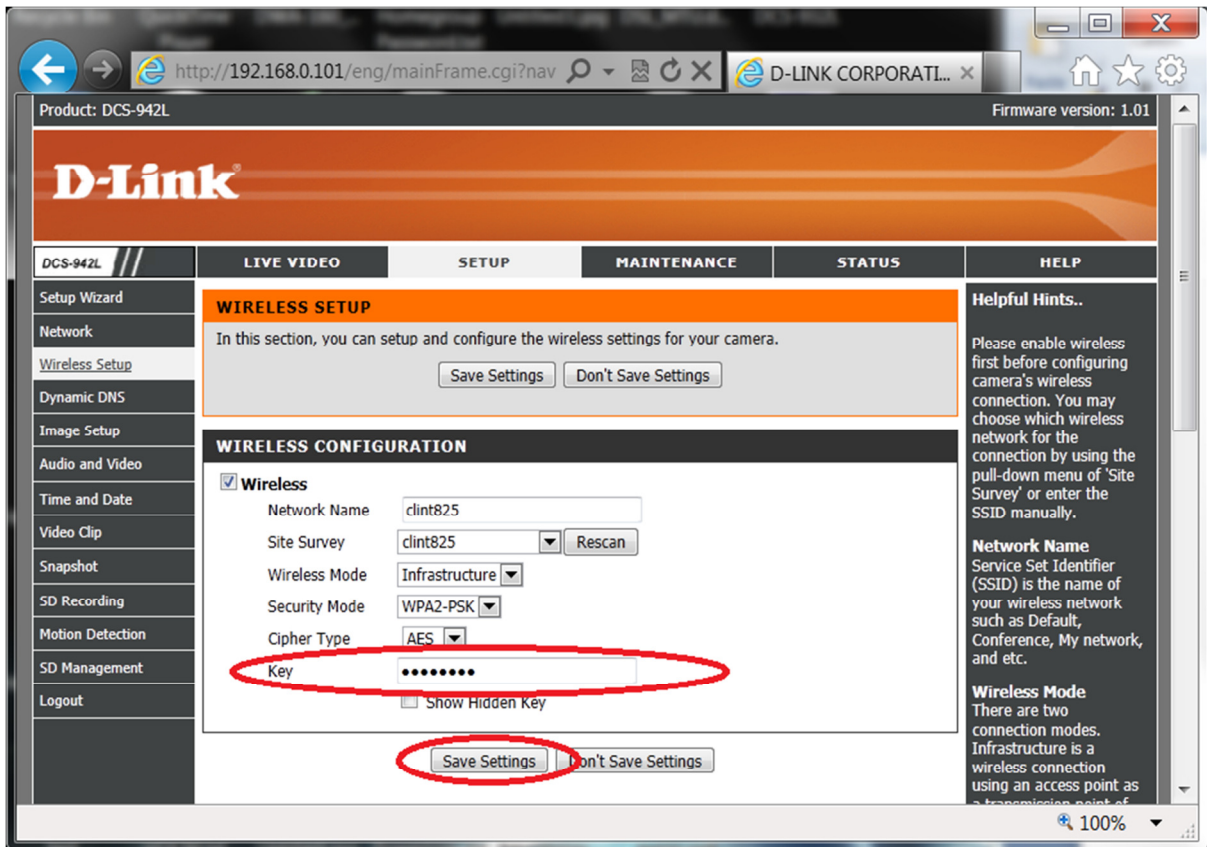 http://192.168.0.101/eng/mainFrame.cgi?nav
D-LINK CORPORATI...
Product: DCS-942L
Firmware version: 1.01
D-Link
DCS-942L
LIVE VIDEO
SETUP
MAINTENANCE
STATUS
HELP
Setup Wizard
Network
Wireless Setup
Dynamic DNS
Image Setup
Audio and Video
Time and Date
Video Clip
Snapshot
SD Recording
Motion Detection
SD Management
Logout
WIRELESS SETUP
In this section, you can setup and configure the wireless settings for your camera.
Save Settings
Don't Save Settings
WIRELESS CONFIGURATION
Wireless
Network Name clint825
Site Survey clint825 Rescan
Wireless Mode Infrastructure
Security Mode WPA2-PSK
Cipher Type AES
Key ••••••••
Show Hidden Key
Save Settings
Don't Save Settings
Helpful Hints..
Please enable wireless
first before configuring
camera's wireless
connection. You may
choose which wireless
network for the
connection by using the
pull-down menu of 'Site
Survey' or enter the
SSID manually.
Network Name
Service Set Identifier
(SSID) is the name of
your wireless network
such as Default,
Conference, My network,
and etc.
Wireless Mode
There are two
connection modes.
Infrastructure is a
wireless connection
using an access point as
a transmission point of
100%